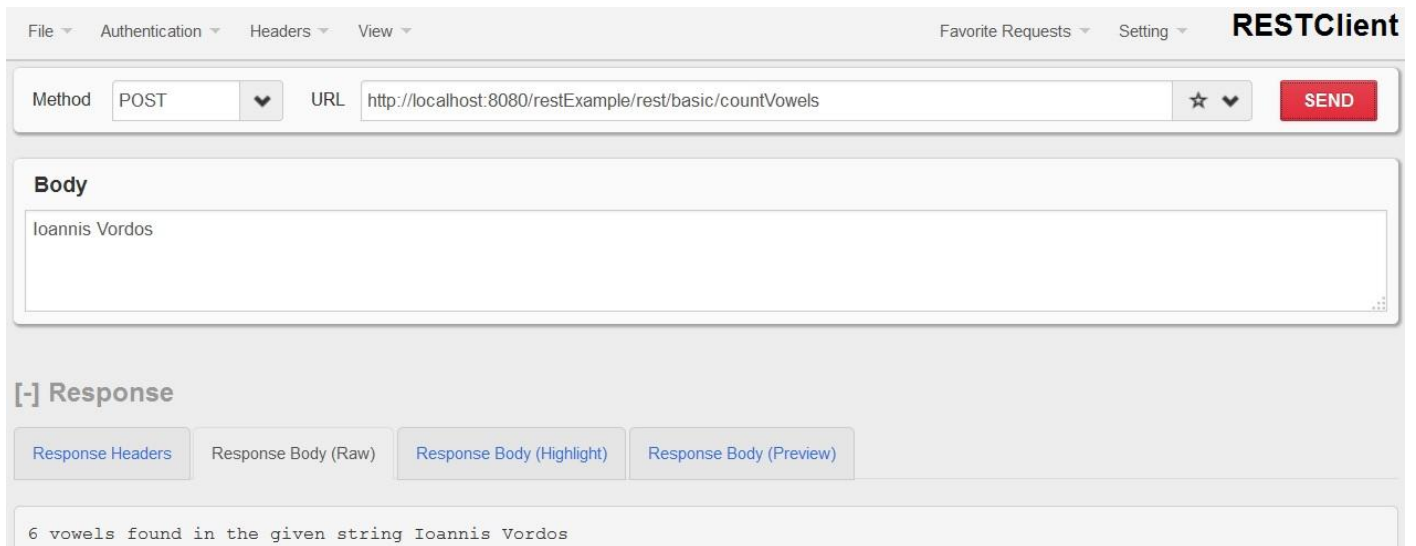 File Authentication Headers View Favorite Requests Setting RESTClient
Method POST URL http://localhost:8080/restExample/rest/basic/countVowels SEND
Body
Ioannis Vordos
[-] Response
Response Headers Response Body (Raw) Response Body (Highlight) Response Body (Preview)
6 vowels found in the given string Ioannis Vordos